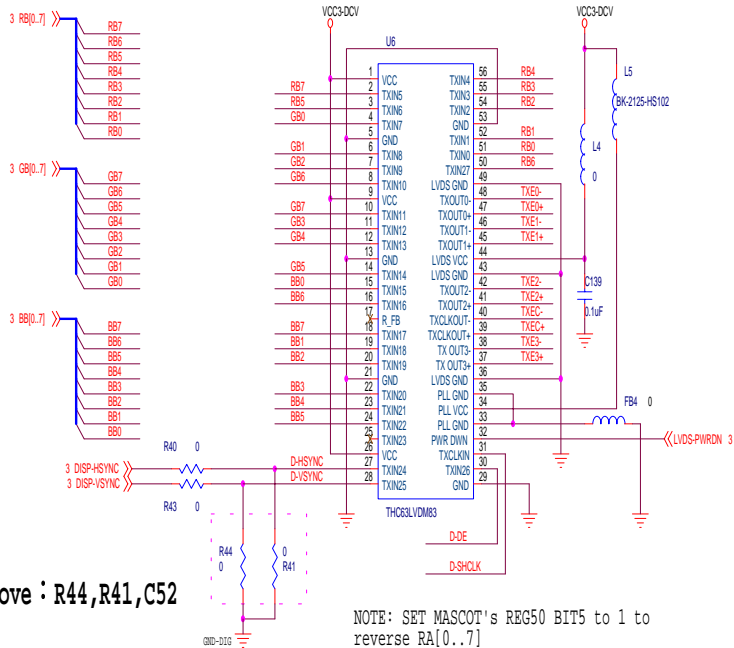 3 RB[0..7]
RB7
RB6
RB5
RB4
RB3
RB2
RB1
RB0
3 GB[0..7]
GB7
GB6
GB5
GB4
GB3
GB2
GB1
GB0
3 BB[0..7]
BB7
BB6
BB5
BB4
BB3
BB2
BB1
BB0
3 DISP-HSYNC
3 DISP-VSYNC
R40 0
R43 0
D-HSYNC
D-VSYNC
R44
0
0
R41
GND-DIG
ove : R44,R41,C52
VCC3-DCV
U6
RB7
RB5
GB0
GB1
GB2
GB6
GB7
GB3
GB4
GB5
BB0
BB6
BB7
BB1
BB2
BB3
BB4
BB5
1 VCC
2 TXIN5
3 TXIN6
4 TXIN7
5 GND
6 TXIN8
7 TXIN9
8 TXIN10
9 VCC
10 TXIN11
11 TXIN12
12 TXIN13
13 GND
14 TXIN14
15 TXIN15
16 TXIN16
17 R_FB
18 TXIN17
19 TXIN18
20 TXIN19
21 GND
22 TXIN20
23 TXIN21
24 TXIN22
25 TXIN23
26 VCC
27 TXIN24
28 TXIN25
TXIN4 56 RB4
TXIN3 55 RB3
TXIN2 54 RB2
GND 53
TXIN1 52 RB1
TXIN0 51 RB0
TXIN27 50 RB6
LVDS GND 49
TXOUT0- 48 TXE0-
TXOUT0+ 47 TXE0+
TXOUT1- 46 TXE1-
TXOUT1+ 45 TXE1+
LVDS VCC 44
LVDS GND 43
TXOUT2- 42 TXE2-
TXOUT2+ 41 TXE2+
TXCLKOUT- 40 TXEC-
TXCLKOUT+ 39 TXEC+
TX OUT3- 38 TXE3-
TX OUT3+ 37 TXE3+
LVDS GND 36
PLL GND 35
PLL VCC 34
PLL GND 33
PWR DWN 32
TXCLKIN 31
TXIN26 30
GND 29
THC63LVDM83
D-DE
D-SHCLK
VCC3-DCV
L5
BK-2125-HS102
L4
0
C139
0.1uF
FB4 0
LVDS-PWRDN 3
NOTE: SET MASCOT's REG50 BIT5 to 1 to
reverse RA[0..7]